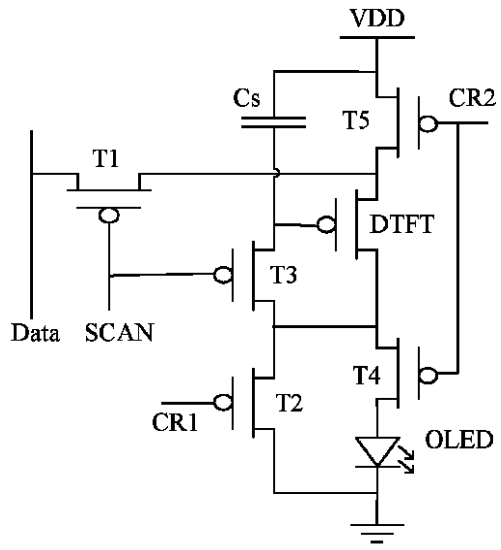 VDD
Cs
CR2
T5
T1
DTFT
T3
Data
SCAN
T4
T2
CR1
OLED